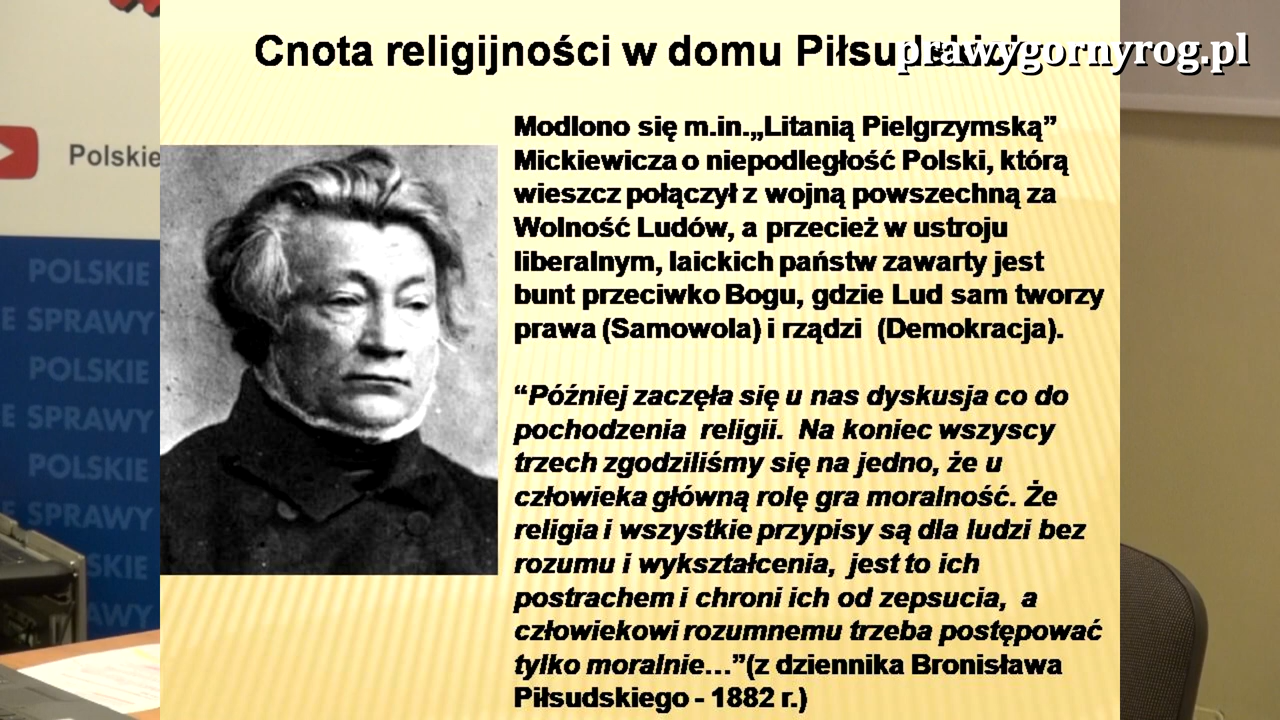 Cnota religijności w domu
prawygornyrog.pl
Modlono się m.in.„Litanią Pielgrzymską”
Mickiewicza o niepodległość Polski, którą
wieszcz połączył z wojną powszechną za
Wolność Ludów, a przecież w ustroju
liberalnym, laickich państw zawarty jest
bunt przeciwko Bogu, gdzie Lud sam tworzy
prawa (Samowola) i rządzi (Demokracja).
“Później zaczęła się u nas dyskusja co do
pochodzenia religii. Na koniec wszyscy
trzech zgodziliśmy się na jedno, że u
człowieka główną rolę gra moralność. Że
religia i wszystkie przypisy są dla ludzi bez
rozumu i wykształcenia, jest to ich
postrachem i chroni ich od zepsucia, a
człowiekowi rozumnemu trzeba postępować
tylko moralnie…”(z dziennika Bronisława
Piłsudskiego - 1882 r.)
Polskie
POLSKIE
E SPRAWY
POLSKIE
E SPRAWY
POLSKIE
E SPRAWY
SKIE
AWY